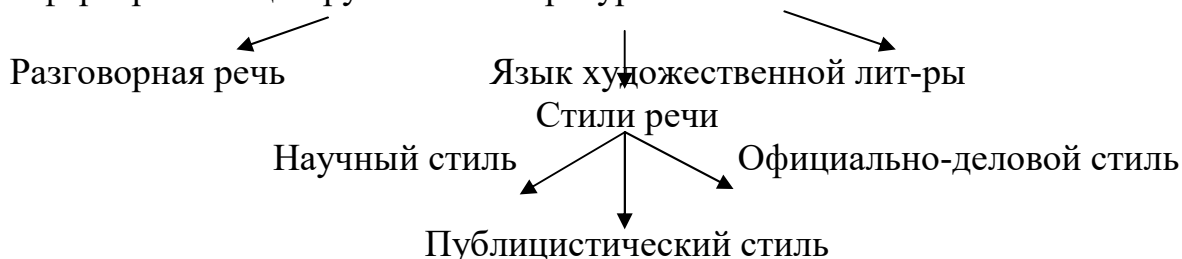 Разговорная речь Язык художественной лит-ры
Стили речи
Научный стиль Официально-деловой стиль
Публицистический стиль